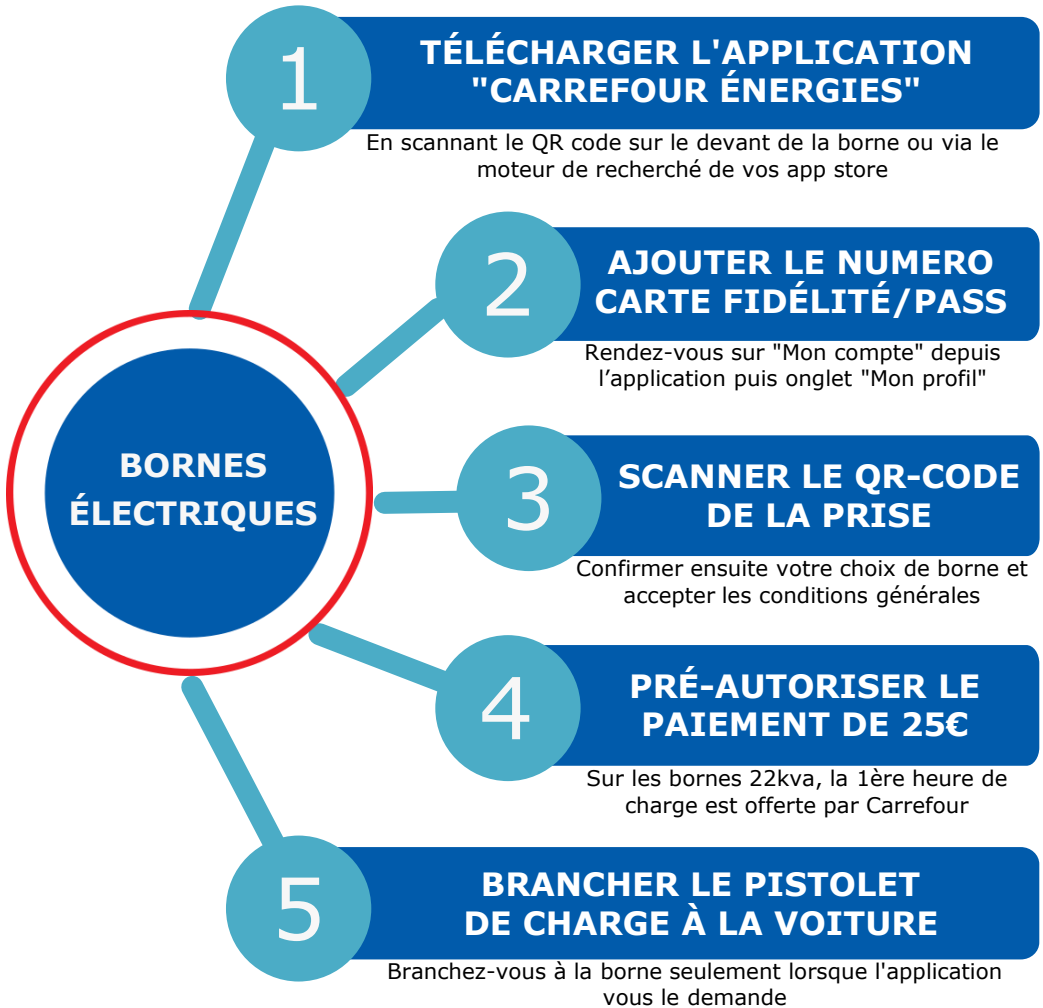 1
TÉLÉCHARGER L'APPLICATION
"CARREFOUR ÉNERGIES"
En scannant le QR code sur le devant de la borne ou via le
moteur de recherché de vos app store
2
AJOUTER LE NUMERO
CARTE FIDÉLITÉ/PASS
Rendez-vous sur "Mon compte" depuis
l’application puis onglet "Mon profil"
BORNES
ÉLECTRIQUES
3
SCANNER LE QR-CODE
DE LA PRISE
Confirmer ensuite votre choix de borne et
accepter les conditions générales
4
PRÉ-AUTORISER LE
PAIEMENT DE 25€
Sur les bornes 22kva, la 1ère heure de
charge est offerte par Carrefour
5
BRANCHER LE PISTOLET
DE CHARGE À LA VOITURE
Branchez-vous à la borne seulement lorsque l'application
vous le demande